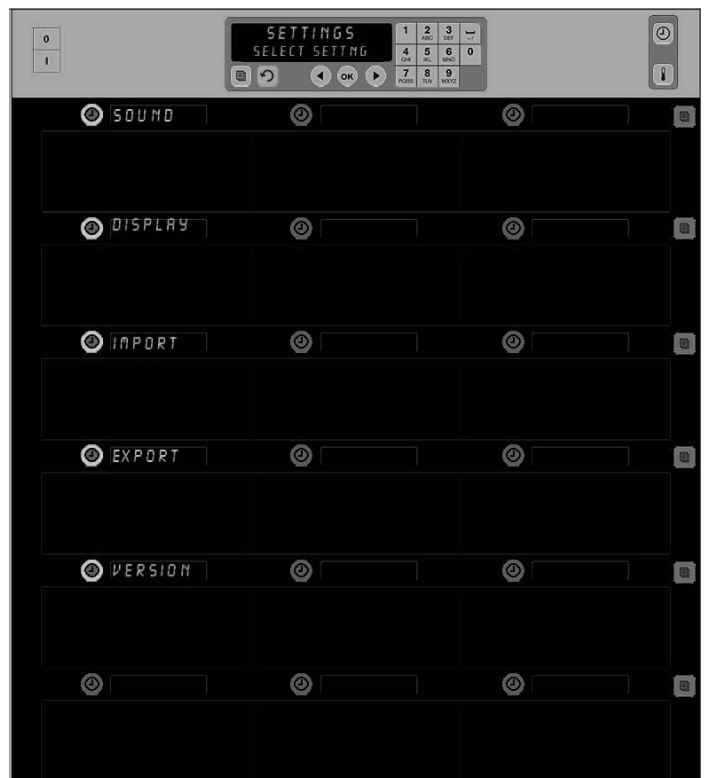 SETTINGS
SELECT SETTNG
0
I
1 2 3
ABC DEF -/
4 5 6 0
GHI JKL MNO
7 8 9
PQRS TUV WXYZ
OK
SOUND
DISPLAY
IMPORT
EXPORT
VERSION